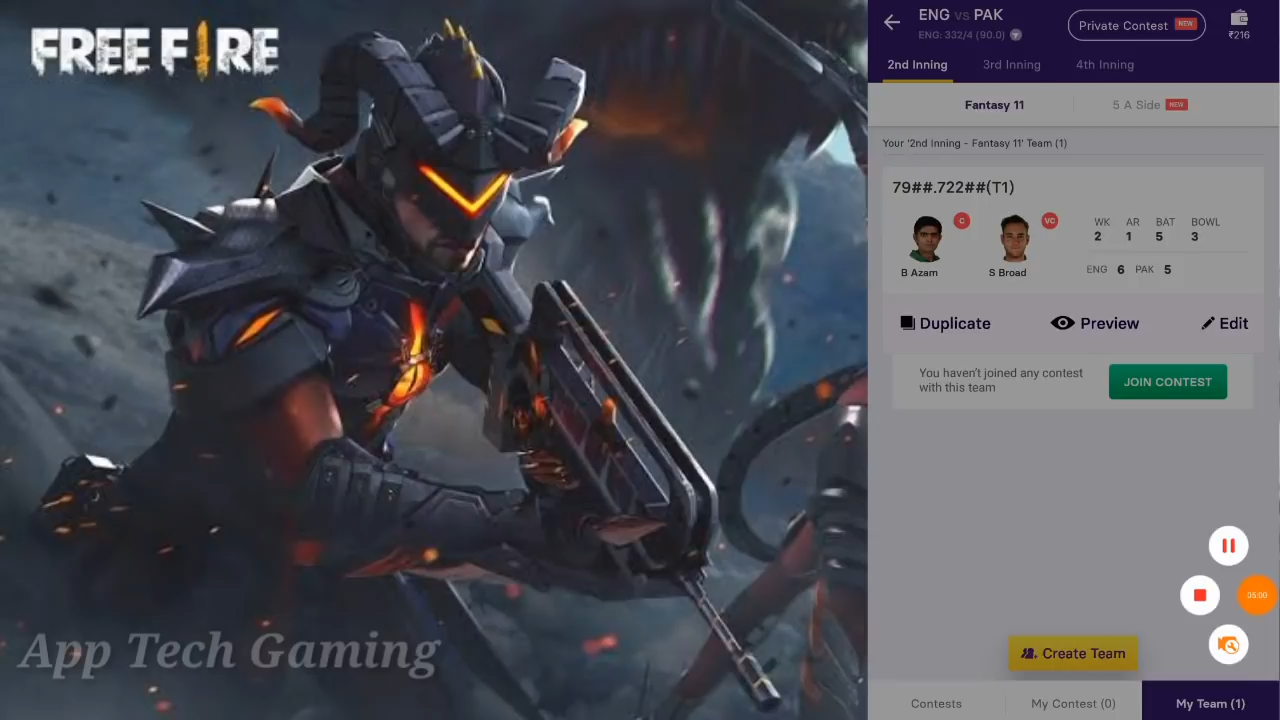 FREE FIRE
App Tech Gaming
ENG vs PAK
ENG: 332/4 (90.0)
Private Contest NEW
₹216
2nd Inning 3rd Inning 4th Inning
Fantasy 11 5 A Side NEW
Your '2nd Inning - Fantasy 11' Team (1)
79##.722##(T1)
C VC
B Azam S Broad
WK AR BAT BOWL
2 1 5 3
ENG 6 PAK 5
Duplicate Preview Edit
You haven't joined any contest
with this team
JOIN CONTEST
05:00
Create Team
Contests My Contest (0) My Team (1)